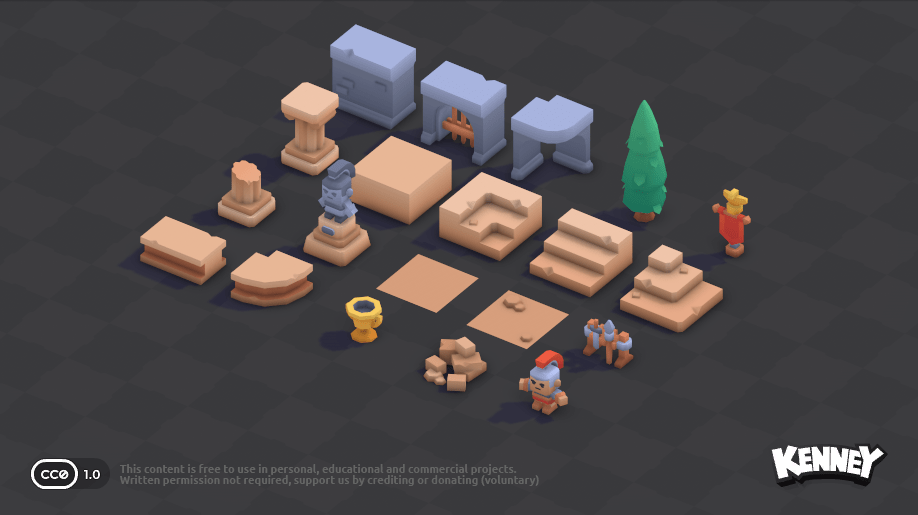 CC0 1.0
This content is free to use in personal, educational and commercial projects.
Written permission not required, support us by crediting or donating (voluntary)
KENNEY